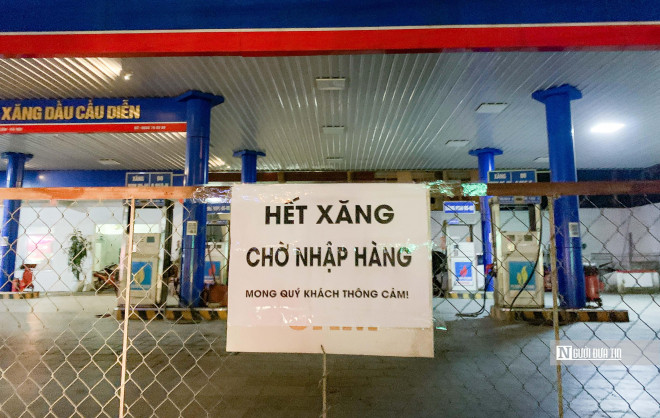 XĂNG DẦU CẦU DIỄN
HẾT XĂNG
CHỜ NHẬP HÀNG
MONG QUÝ KHÁCH THÔNG CẢM!
NGƯỜI ĐƯA TIN